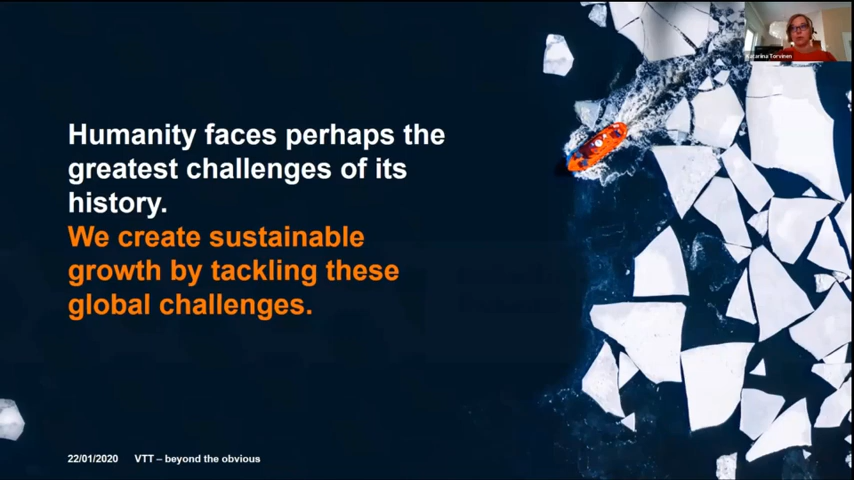 Katariina Torvinen
Humanity faces perhaps the
greatest challenges of its
history.
We create sustainable
growth by tackling these
global challenges.
22/01/2020 VTT – beyond the obvious